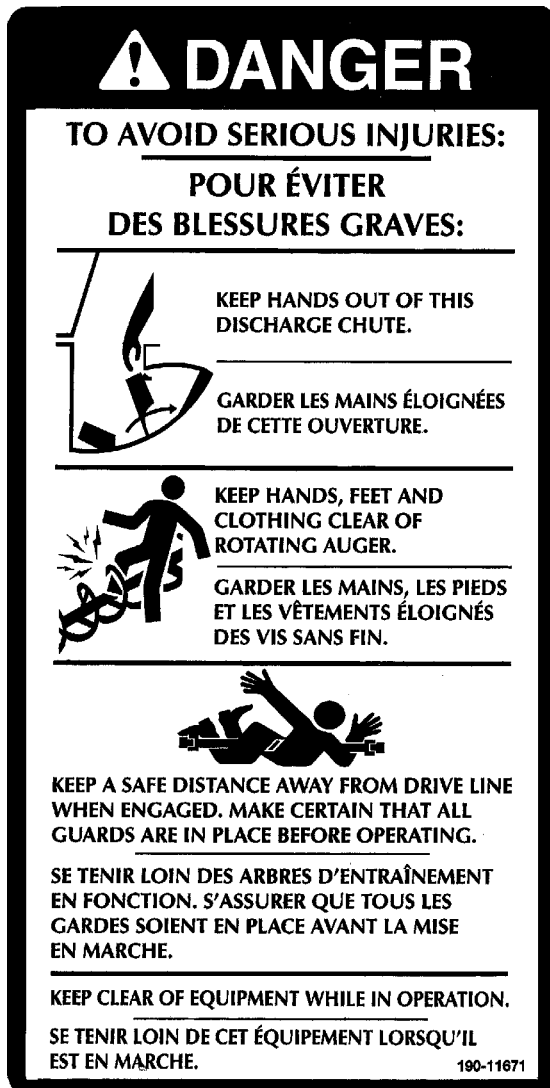 DANGER
TO AVOID SERIOUS INJURIES:
POUR ÉVITER
DES BLESSURES GRAVES:
KEEP HANDS OUT OF THIS
DISCHARGE CHUTE.
GARDER LES MAINS ÉLOIGNÉES
DE CETTE OUVERTURE.
KEEP HANDS, FEET AND
CLOTHING CLEAR OF
ROTATING AUGER.
GARDER LES MAINS, LES PIEDS
ET LES VÊTEMENTS ÉLOIGNÉS
DES VIS SANS FIN.
KEEP A SAFE DISTANCE AWAY FROM DRIVE LINE
WHEN ENGAGED. MAKE CERTAIN THAT ALL
GUARDS ARE IN PLACE BEFORE OPERATING.
SE TENIR LOIN DES ARBRES D'ENTRAÎNEMENT
EN FONCTION. S'ASSURER QUE TOUS LES
GARDES SOIENT EN PLACE AVANT LA MISE
EN MARCHE.
KEEP CLEAR OF EQUIPMENT WHILE IN OPERATION.
SE TENIR LOIN DE CET ÉQUIPEMENT LORSQU'IL
EST EN MARCHE.
190-11671